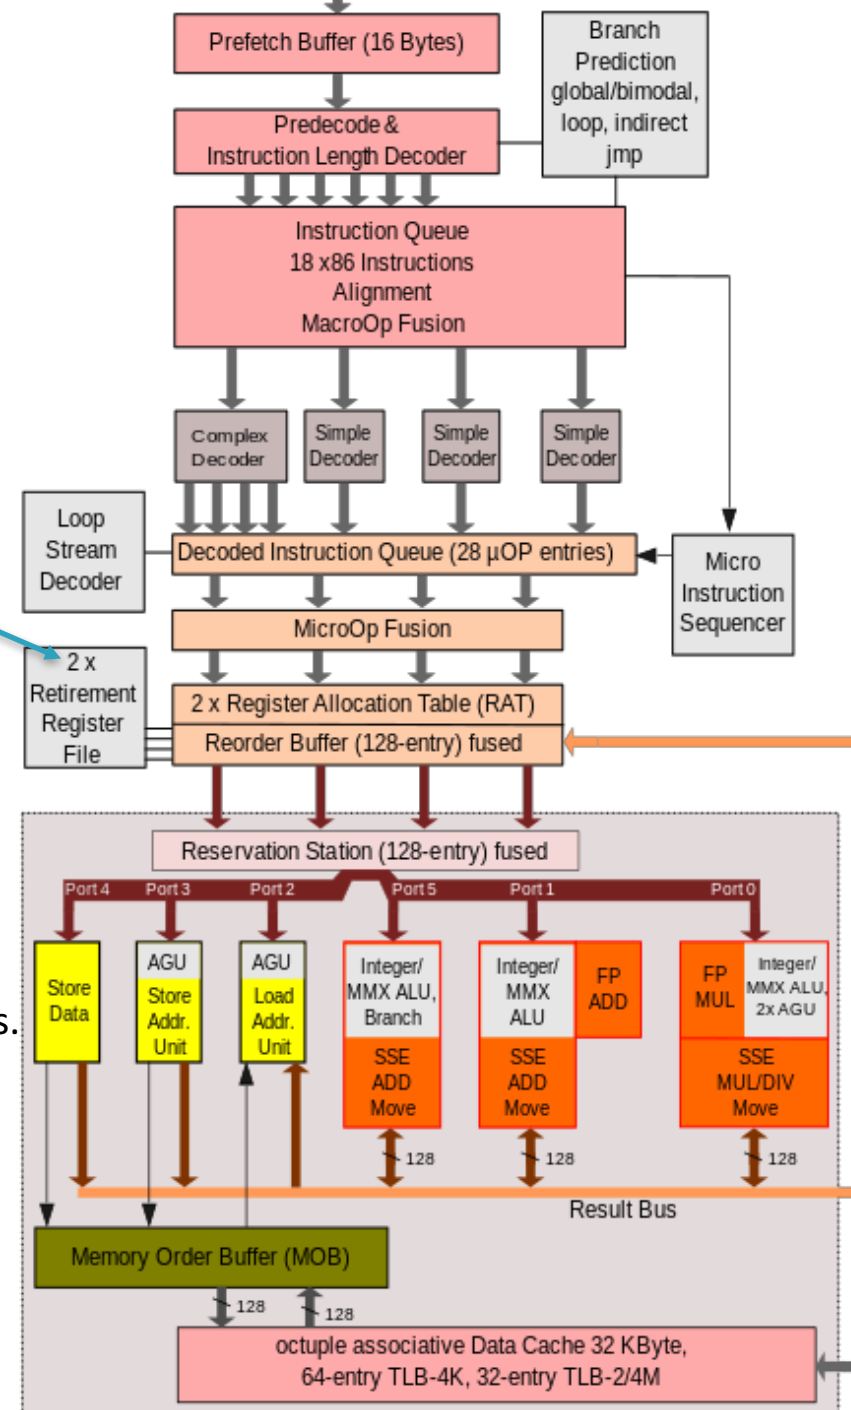 Prefetch Buffer (16 Bytes)
Branch
Prediction
global/bimodal,
loop, indirect
jmp
Predecode &
Instruction Length Decoder
Instruction Queue
18 x86 Instructions
Alignment
MacroOp Fusion
Complex
Decoder
Simple
Decoder
Simple
Decoder
Simple
Decoder
Loop
Stream
Decoder
Decoded Instruction Queue (28 µOP entries)
Micro
Instruction
Sequencer
MicroOp Fusion
2 x
Retirement
Register
File
2 x Register Allocation Table (RAT)
Reorder Buffer (128-entry) fused
Reservation Station (128-entry) fused
Port 4
Port 3
Port 2
Port 5
Port 1
Port 0
s.
Store
Data
AGU
Store
Addr.
Unit
AGU
Load
Addr.
Unit
Integer/
MMX ALU,
Branch
SSE
ADD
Move
Integer/
MMX
ALU
FP
ADD
SSE
ADD
Move
FP
MUL
Integer/
MMX ALU,
2x AGU
SSE
MUL/DIV
Move
128
128
128
Result Bus
Memory Order Buffer (MOB)
128
128
octuple associative Data Cache 32 KByte,
64-entry TLB-4K, 32-entry TLB-2/4M